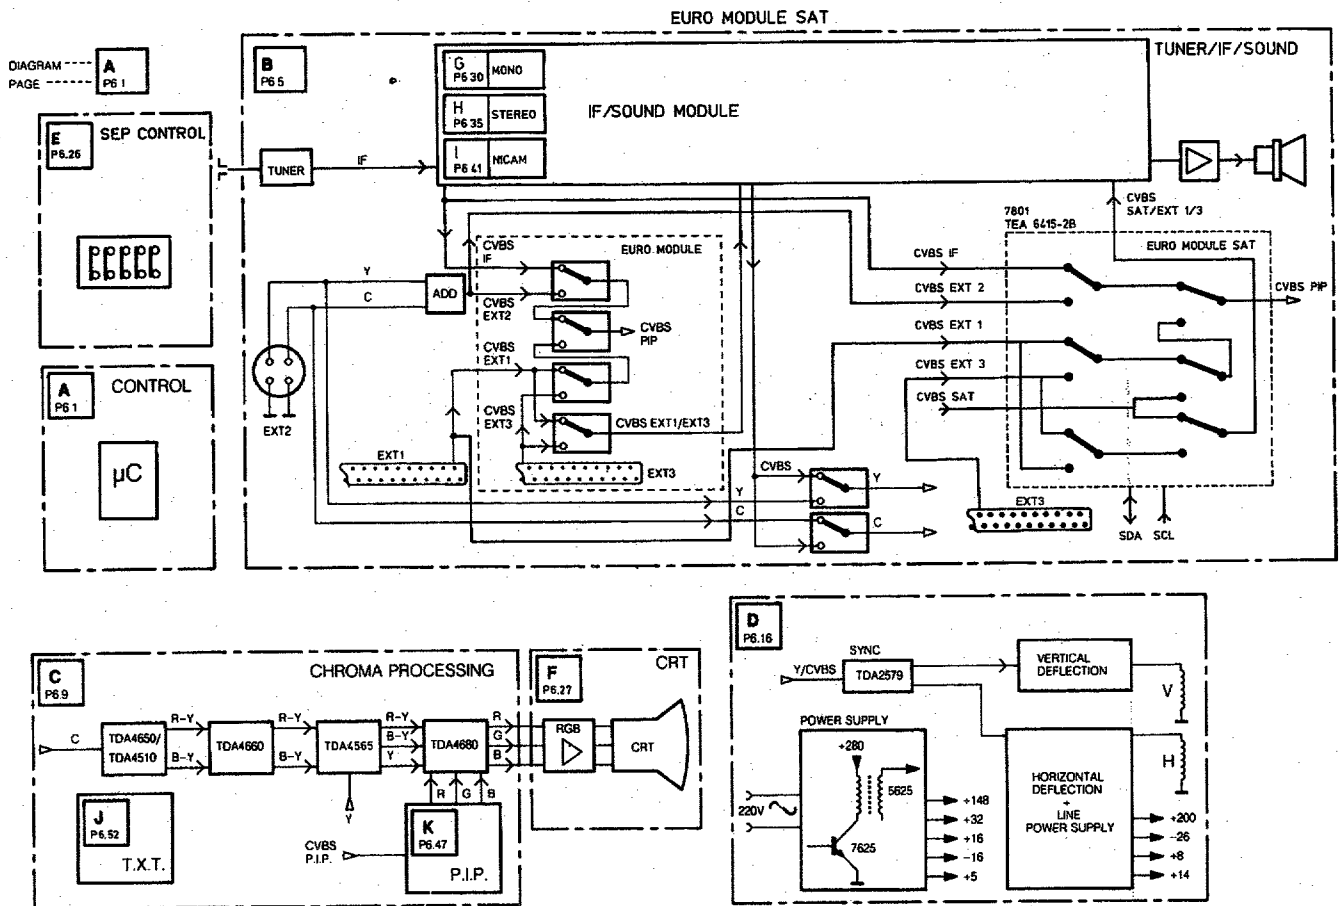 EURO MODULE SAT
DIAGRAM
PAGE
A
P6.1
B
P6.5
TUNER/IF/SOUND
G
P6.30
MONO
H
P6.35
STEREO
I
P6.41
NICAM
IF/SOUND MODULE
E
P6.26
SEP CONTROL
TUNER
IF
CVBS
SAT/EXT 1/3
7801
TEA 6415-2B
EURO MODULE SAT
EURO MODULE
CVBS
IF
Y
C
ADD
CVBS
EXT2
CVBS
PIP
CVBS
EXT1
CVBS
EXT3
CVBS EXT1/EXT3
CVBS IF
CVBS EXT 2
CVBS EXT 1
CVBS EXT 3
CVBS SAT
CVBS PIP
A
P6.1
CONTROL
µC
EXT2
EXT1
EXT3
CVBS
Y
Y
C
C
EXT3
SDA
SCL
C
P6.9
CHROMA PROCESSING
C
TDA4650/
TDA4510
R-Y
B-Y
TDA4660
R-Y
B-Y
TDA4565
Y
R-Y
B-Y
Y
TDA4680
R
G
B
R
G
B
J
P6.52
T.X.T.
CVBS
P.I.P.
K
P6.47
P.I.P.
F
P6.27
CRT
RGB
CRT
D
P6.16
SYNC
Y/CVBS
TDA2579
VERTICAL
DEFLECTION
V
POWER SUPPLY
+280
5625
7625
220V
+148
+32
+16
-16
+5
HORIZONTAL
DEFLECTION
+
LINE
POWER SUPPLY
H
+200
-26
+8
+14